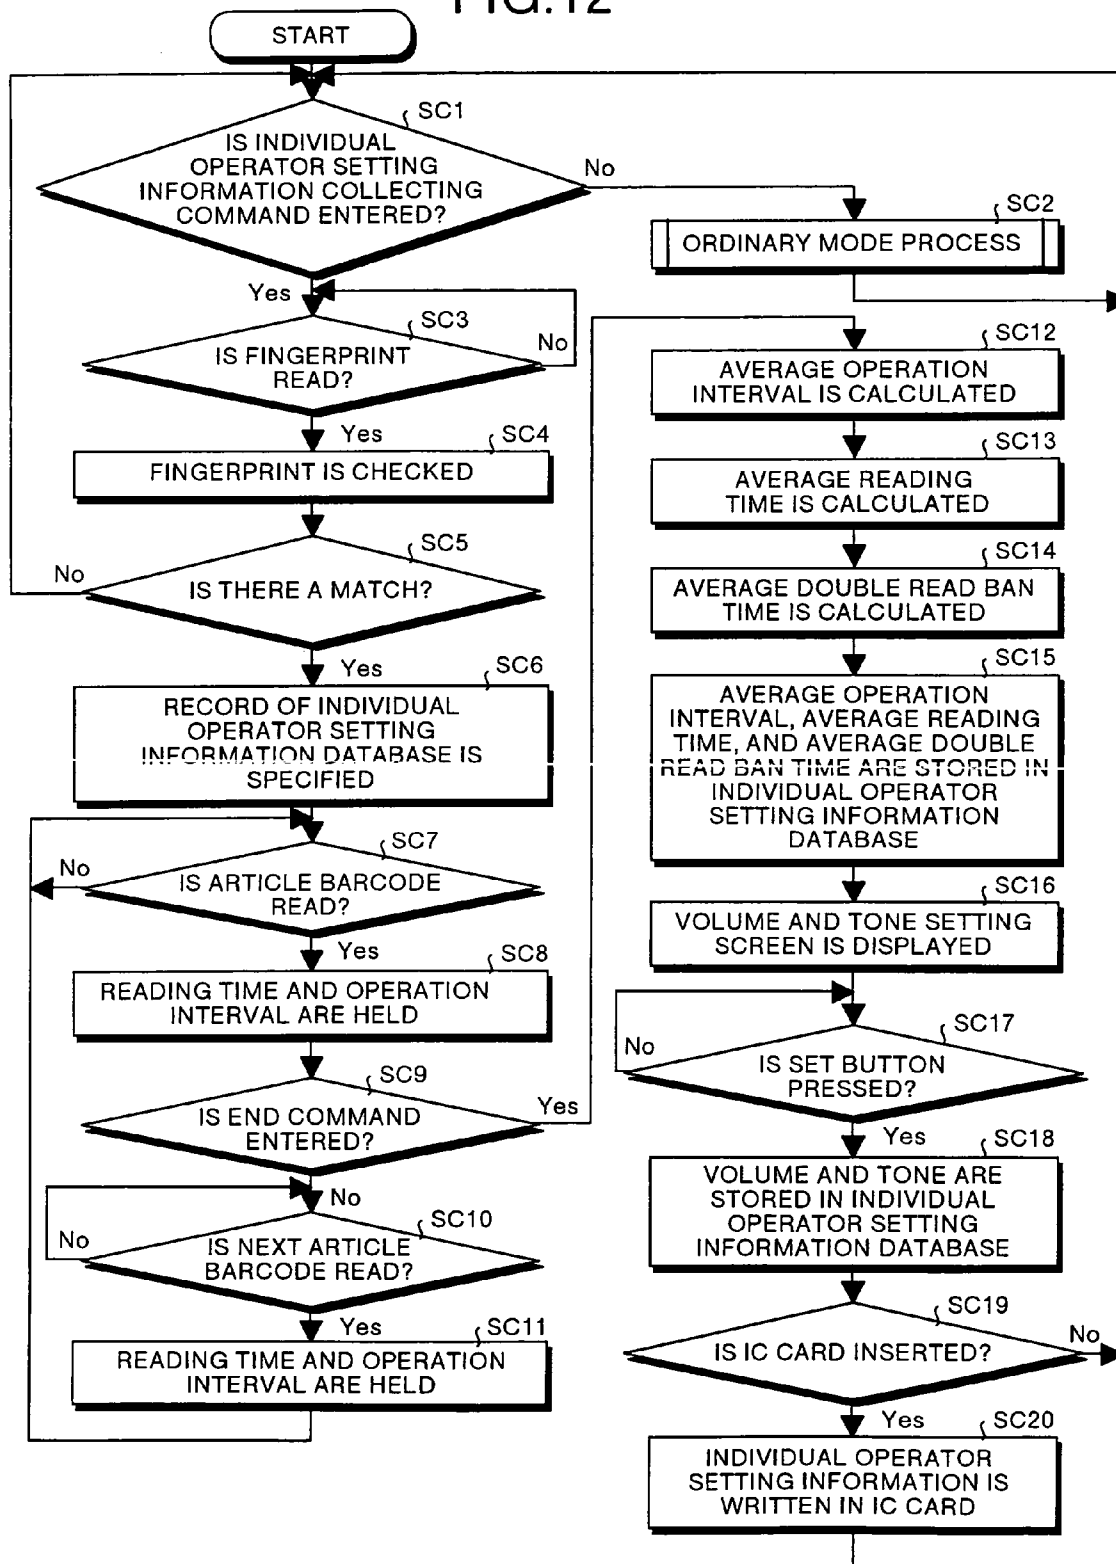 FIG.12
START
SC1
IS INDIVIDUAL
OPERATOR SETTING
INFORMATION COLLECTING
COMMAND ENTERED?
No
SC2
ORDINARY MODE PROCESS
Yes
SC3
IS FINGERPRINT
READ?
No
Yes
SC4
FINGERPRINT IS CHECKED
SC5
IS THERE A MATCH?
No
Yes
SC6
RECORD OF INDIVIDUAL
OPERATOR SETTING
INFORMATION DATABASE IS
SPECIFIED
SC7
IS ARTICLE BARCODE
READ?
No
Yes
SC8
READING TIME AND OPERATION
INTERVAL ARE HELD
SC9
IS END COMMAND
ENTERED?
Yes
No
SC10
IS NEXT ARTICLE
BARCODE READ?
No
Yes
SC11
READING TIME AND OPERATION
INTERVAL ARE HELD
SC12
AVERAGE OPERATION
INTERVAL IS CALCULATED
SC13
AVERAGE READING
TIME IS CALCULATED
SC14
AVERAGE DOUBLE READ BAN
TIME IS CALCULATED
SC15
AVERAGE OPERATION
INTERVAL, AVERAGE READING
TIME, AND AVERAGE DOUBLE
READ BAN TIME ARE STORED IN
INDIVIDUAL OPERATOR
SETTING INFORMATION
DATABASE
SC16
VOLUME AND TONE SETTING
SCREEN IS DISPLAYED
SC17
IS SET BUTTON
PRESSED?
No
Yes
SC18
VOLUME AND TONE ARE
STORED IN INDIVIDUAL
OPERATOR SETTING
INFORMATION DATABASE
SC19
IS IC CARD INSERTED?
No
Yes
SC20
INDIVIDUAL OPERATOR
SETTING INFORMATION IS
WRITTEN IN IC CARD